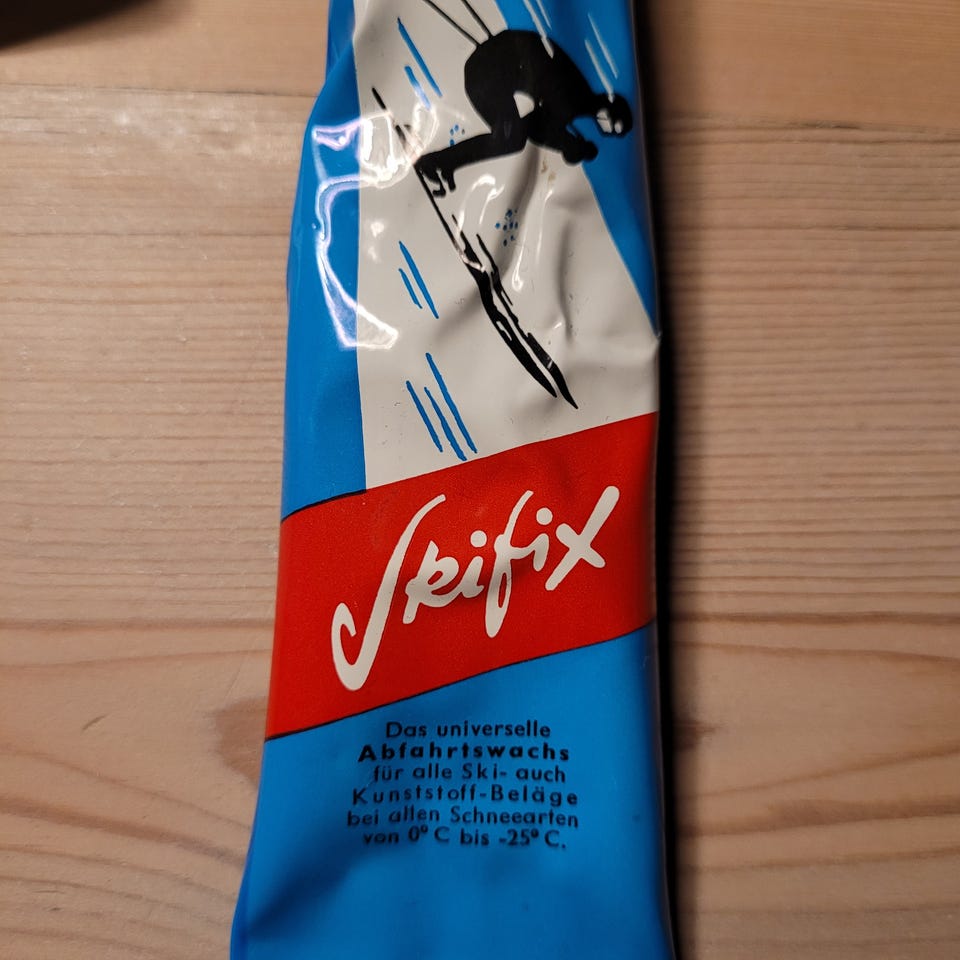 Skifix
Das universelle
Abfahrtswachs
für alle Ski- auch
Kunststoff-Beläge
bei allen Schneearten
von 0° C bis -25° C.